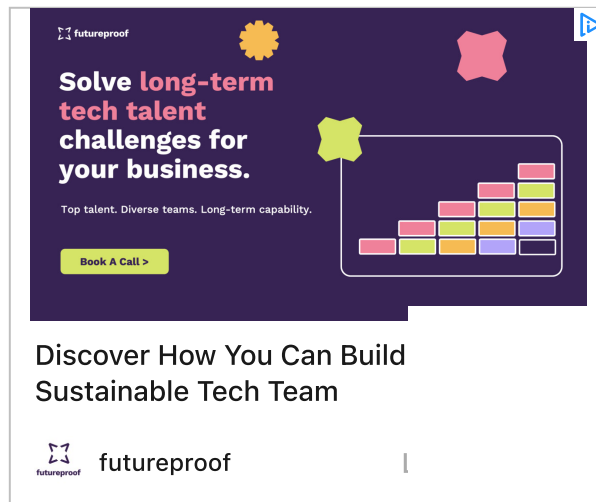 futureproof
Solve long-term
tech talent
challenges for
your business.
Top talent. Diverse teams. Long-term capability.
Book A Call >
Discover How You Can Build
Sustainable Tech Team
futureproof
futureproof